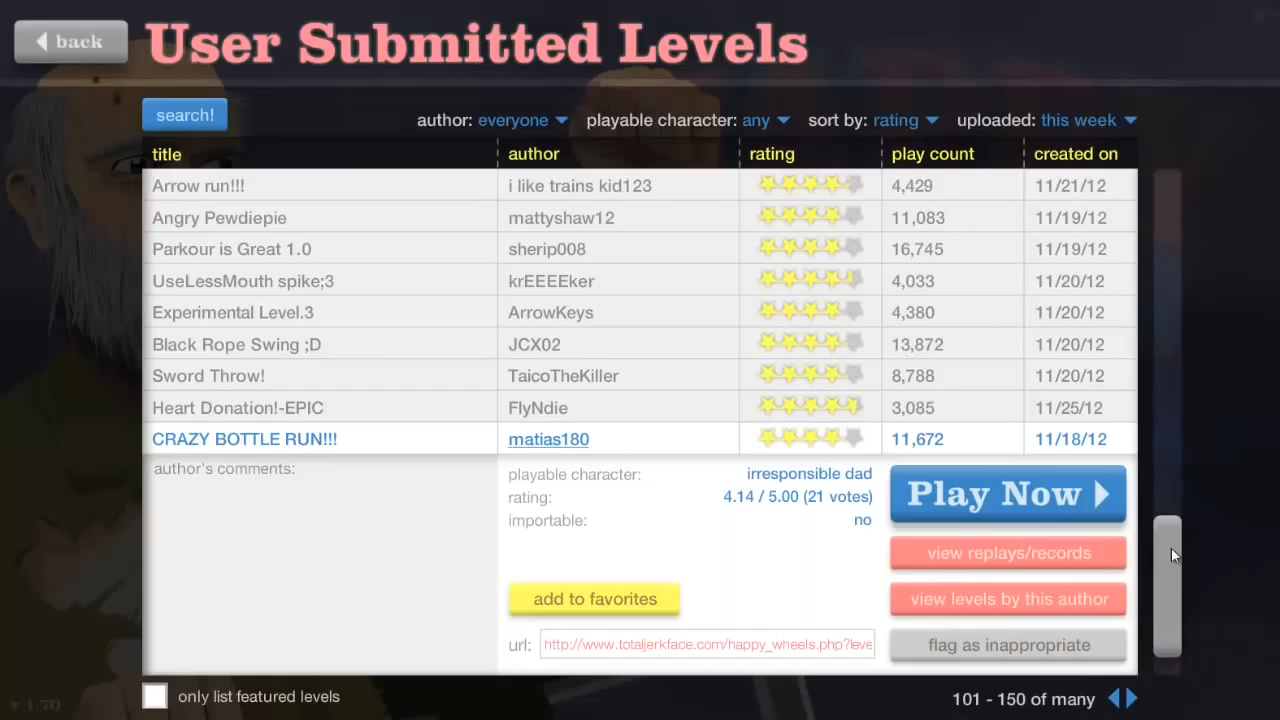 back
User Submitted Levels
search!
author: everyone playable character: any sort by: rating uploaded: this week
title author rating play count created on
Arrow run!!! i like trains kid123 4,429 11/21/12
Angry Pewdiepie mattyshaw12 11,083 11/19/12
Parkour is Great 1.0 sherip008 16,745 11/19/12
UseLessMouth spike;3 krEEEEker 4,033 11/20/12
Experimental Level.3 ArrowKeys 4,380 11/20/12
Black Rope Swing ;D JCX02 13,872 11/20/12
Sword Throw! TaicoTheKiller 8,788 11/20/12
Heart Donation!-EPIC FlyNdie 3,085 11/25/12
CRAZY BOTTLE RUN!!! matias180 11,672 11/18/12
author's comments:
playable character: irresponsible dad
rating: 4.14 / 5.00 (21 votes)
importable: no
Play Now
view replays/records
add to favorites
view levels by this author
url: http://www.totaljerkface.com/happy_wheels.php?leve
flag as inappropriate
only list featured levels
101 - 150 of many
v 1.70